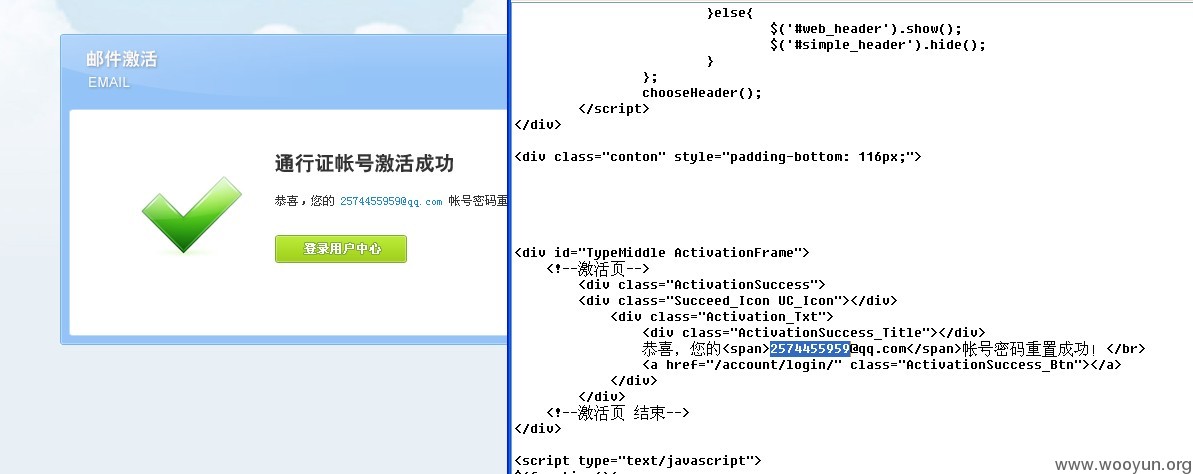 邮件激活
EMAIL
通行证帐号激活成功
恭喜，您的 2574455959@qq.com 帐号密码重
登录用户中心
}else{
$('#web_header').show();
$('#simple_header').hide();
}
};
chooseHeader();
</script>
</div>
<div class="conton" style="padding-bottom: 116px;">
<div id="TypeMiddle ActivationFrame">
<!--激活页-->
<div class="ActivationSuccess">
<div class="Succeed_Icon UC_Icon"></div>
<div class="Activation_Txt">
<div class="ActivationSuccess_Title"></div>
恭喜，您的<span>2574455959@qq.com</span>帐号密码重置成功！</br>
<a href="/account/login/" class="ActivationSuccess_Btn"></a>
</div>
</div>
<!--激活页 结束-->
</div>
<script type="text/javascript">
www.wooyun.org